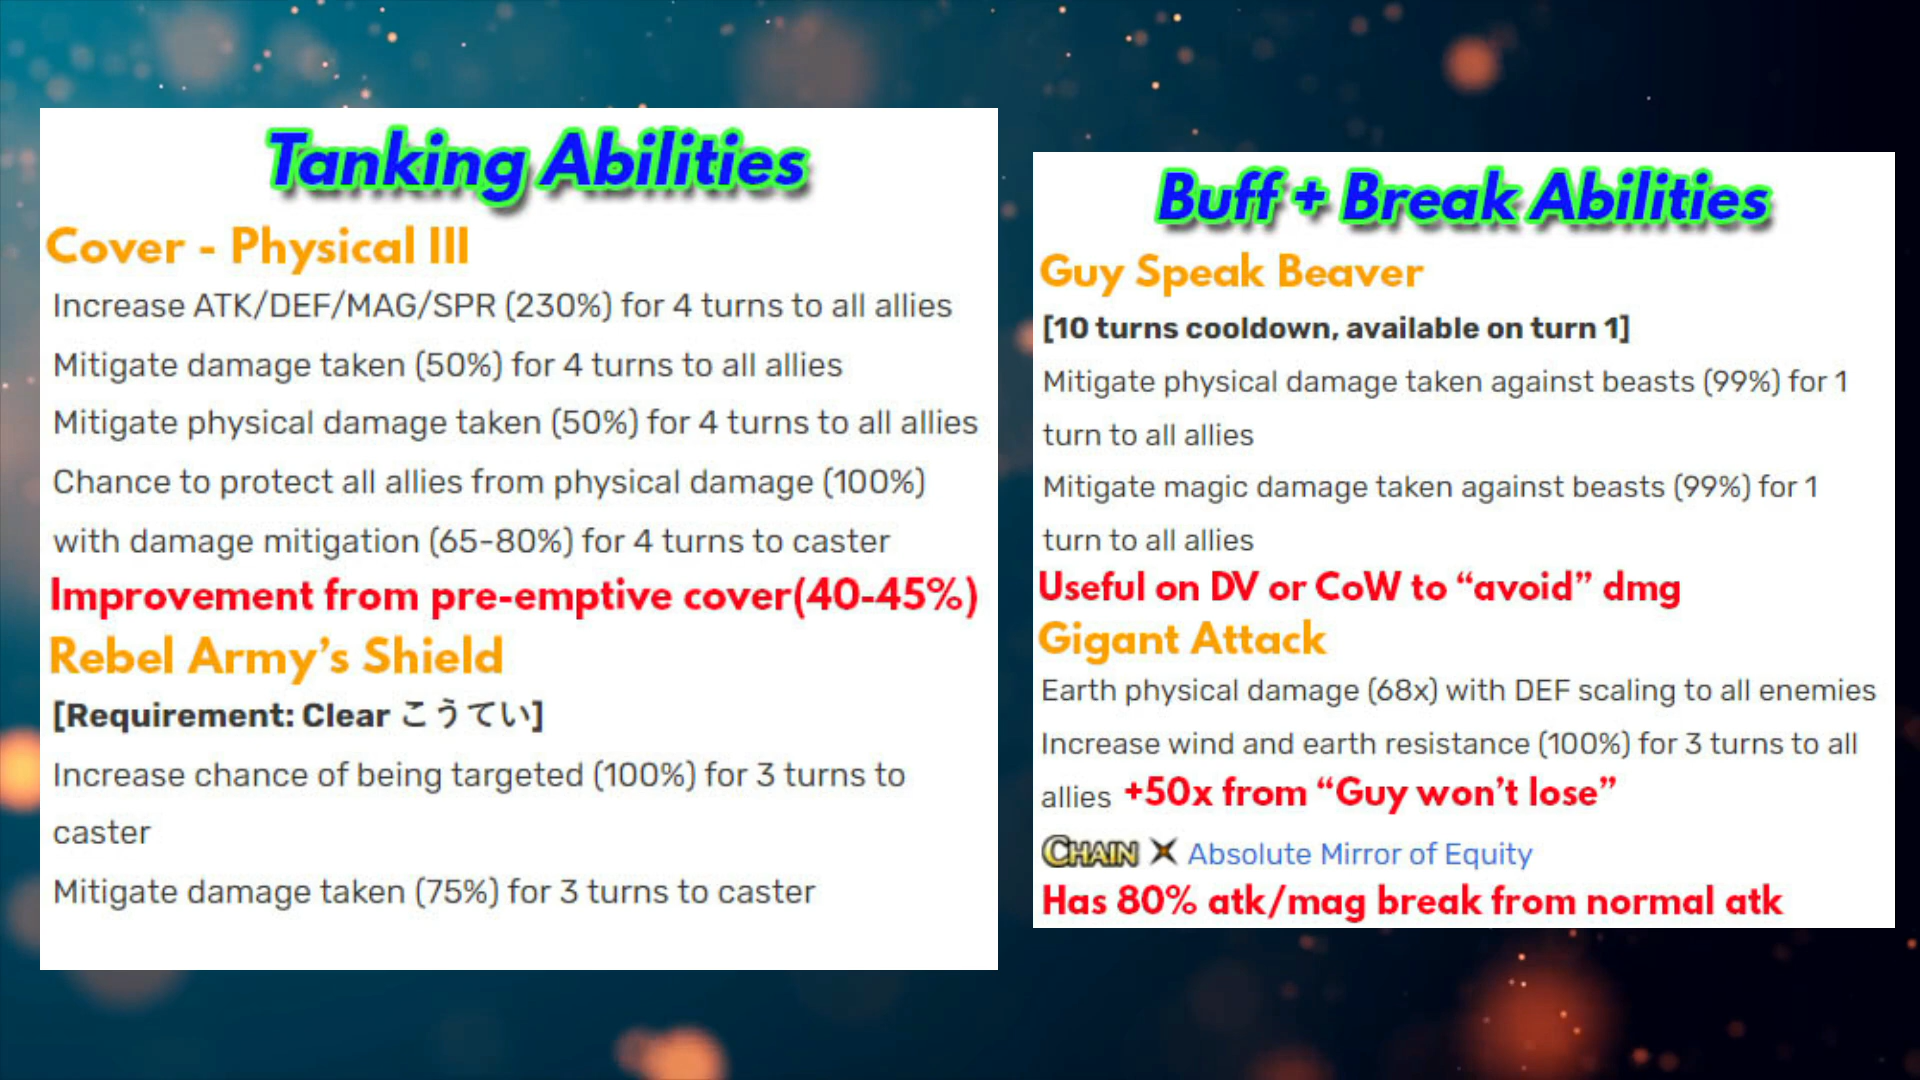 Tanking Abilities
Cover - Physical III
Increase ATK/DEF/MAG/SPR (230%) for 4 turns to all allies
Mitigate damage taken (50%) for 4 turns to all allies
Mitigate physical damage taken (50%) for 4 turns to all allies
Chance to protect all allies from physical damage (100%)
with damage mitigation (65-80%) for 4 turns to caster
Improvement from pre-emptive cover(40-45%)
Rebel Army's Shield
[Requirement: Clear こうてい]
Increase chance of being targeted (100%) for 3 turns to
caster
Mitigate damage taken (75%) for 3 turns to caster
Buff + Break Abilities
Guy Speak Beaver
[10 turns cooldown, available on turn 1]
Mitigate physical damage taken against beasts (99%) for 1
turn to all allies
Mitigate magic damage taken against beasts (99%) for 1
turn to all allies
Useful on DV or CoW to “avoid” dmg
Gigant Attack
Earth physical damage (68x) with DEF scaling to all enemies
Increase wind and earth resistance (100%) for 3 turns to all
allies +50x from “Guy won't lose”
CHAIN Absolute Mirror of Equity
Has 80% atk/mag break from normal atk